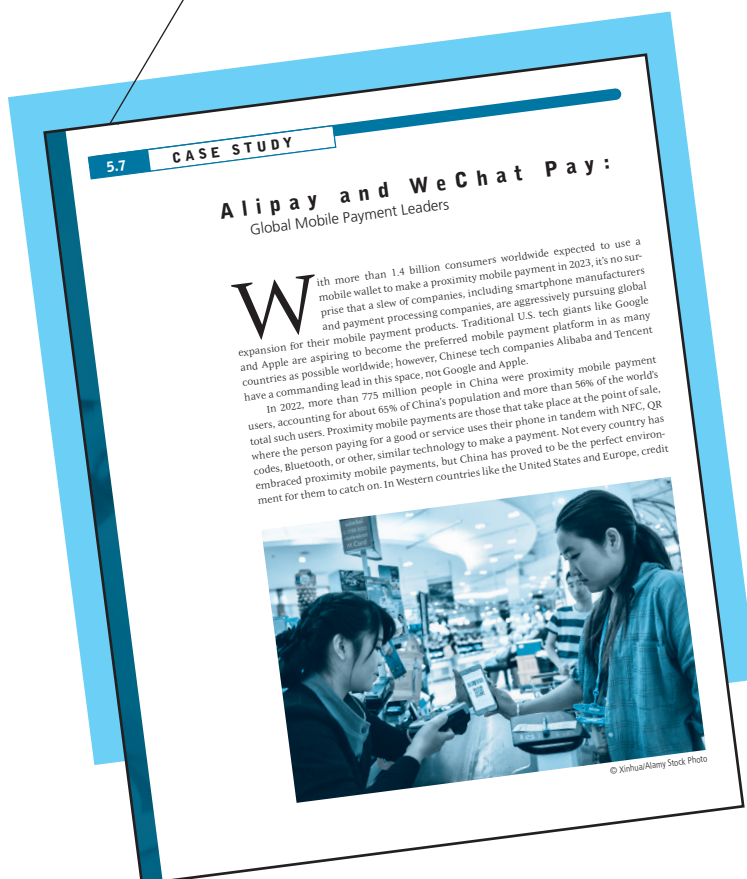 5.7 CASE STUDY
Alipay and WeChat Pay:
Global Mobile Payment Leaders
With more than 1.4 billion consumers worldwide expected to use a
mobile wallet to make a proximity mobile payment in 2023, it's no sur-
prise that a slew of companies, including smartphone manufacturers
and payment processing companies, are aggressively pursuing global
expansion for their mobile payment products. Traditional U.S. tech giants like Google
and Apple are aspiring to become the preferred mobile payment platform in as many
countries as possible worldwide; however, Chinese tech companies Alibaba and Tencent
have a commanding lead in this space, not Google and Apple.
In 2022, more than 775 million people in China were proximity mobile payment
users, accounting for about 65% of China's population and more than 56% of the world's
total such users. Proximity mobile payments are those that take place at the point of sale,
where the person paying for a good or service uses their phone in tandem with NFC, QR
codes, Bluetooth, or other, similar technology to make a payment. Not every country has
embraced proximity mobile payments, but China has proved to be the perfect environ-
ment for them to catch on. In Western countries like the United States and Europe, credit
© Xinhua/Alamy Stock Photo